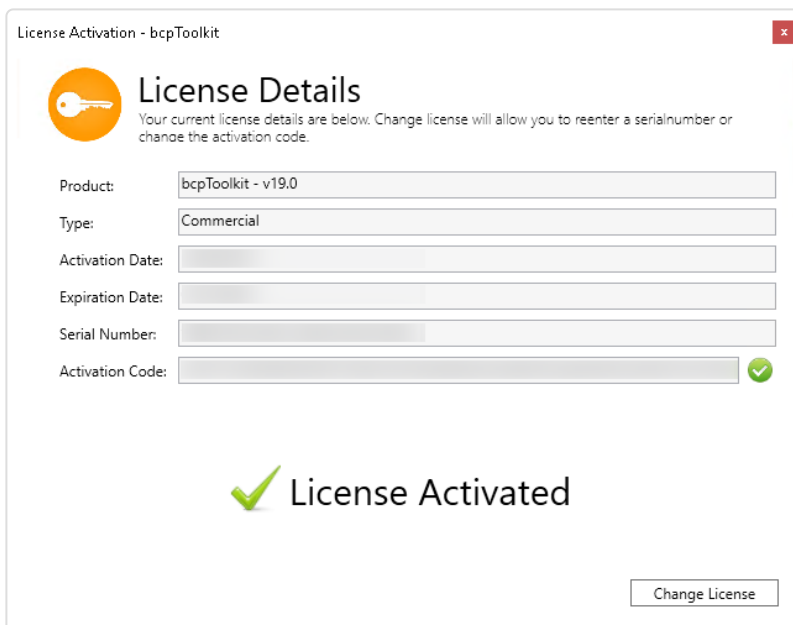 License Activation - bcpToolkit
x
License Details
Your current license details are below. Change license will allow you to reenter a serialnumber or
change the activation code.
Product: bcpToolkit - v19.0
Type: Commercial
Activation Date:
Expiration Date:
Serial Number:
Activation Code:
License Activated
Change License